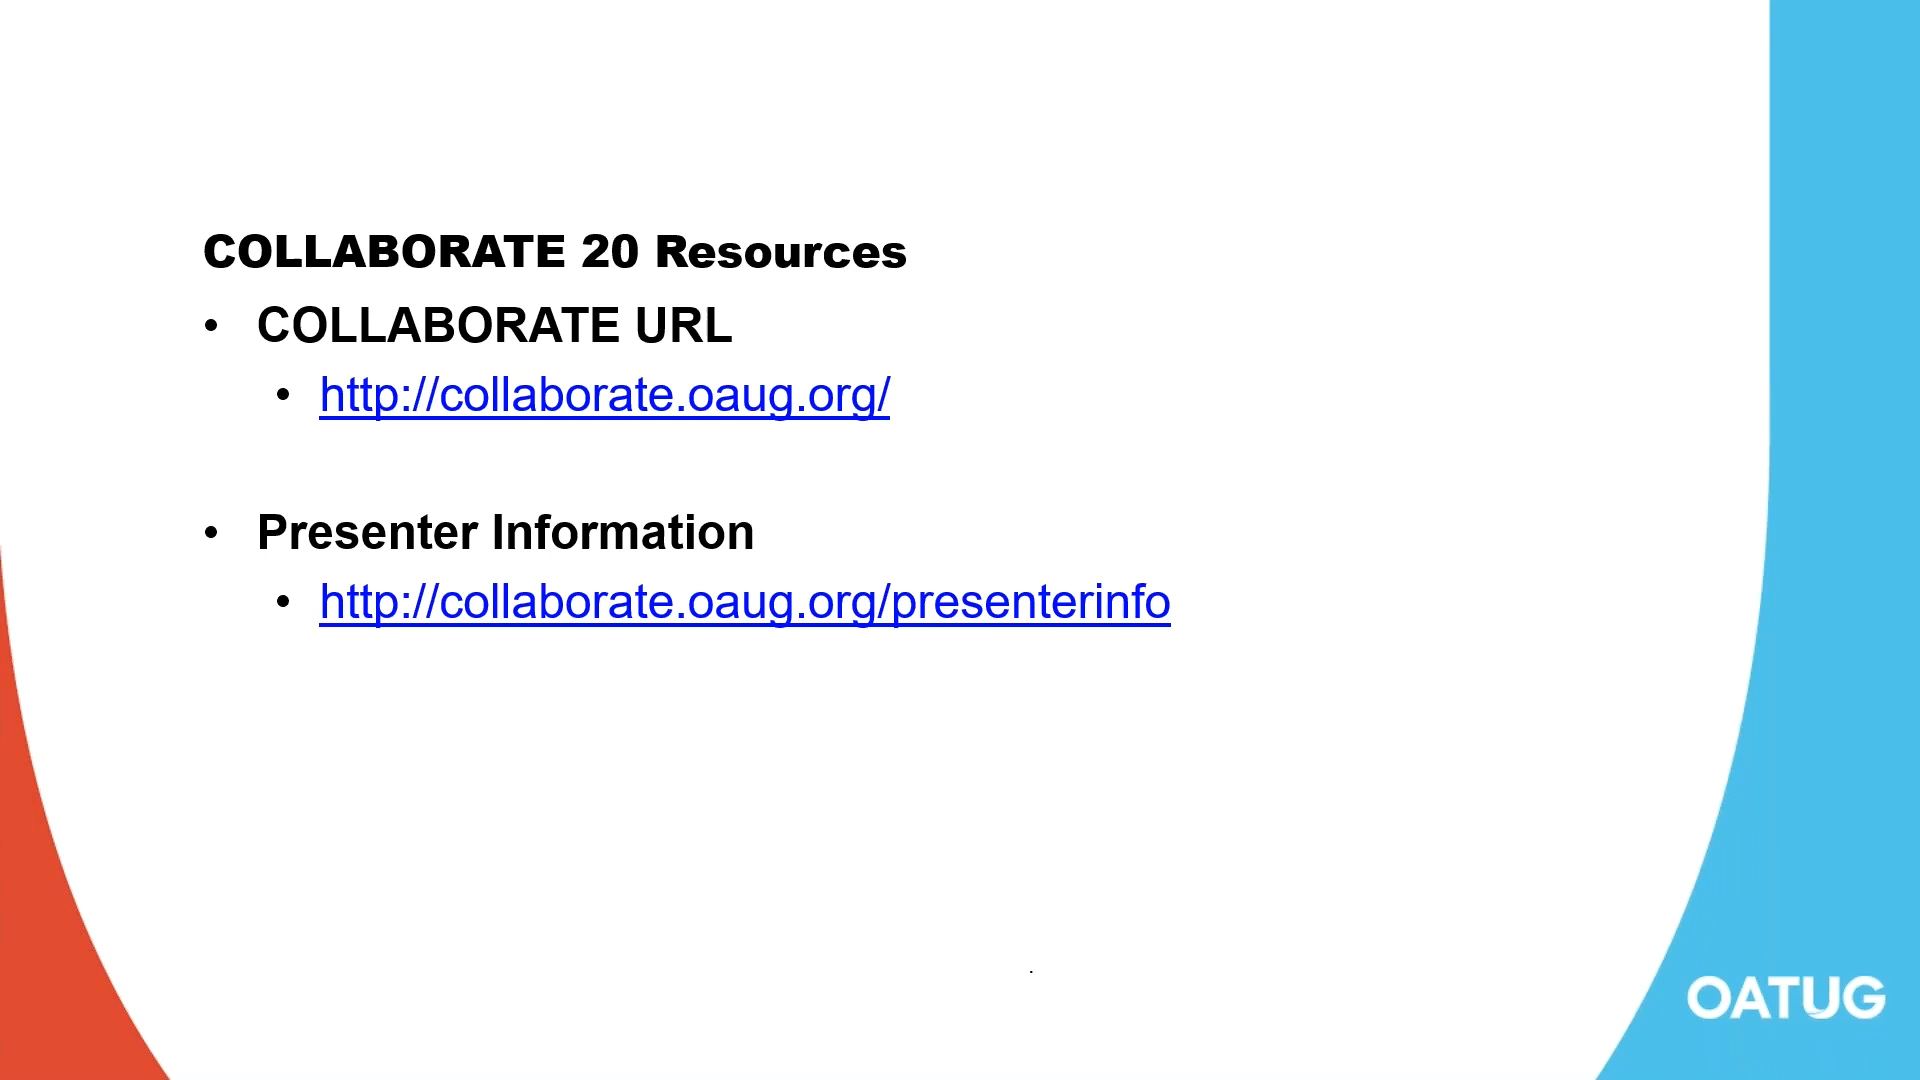 COLLABORATE 20 Resources
• COLLABORATE URL
• http://collaborate.oaug.org/
• Presenter Information
• http://collaborate.oaug.org/presenterinfo
.
OATUG